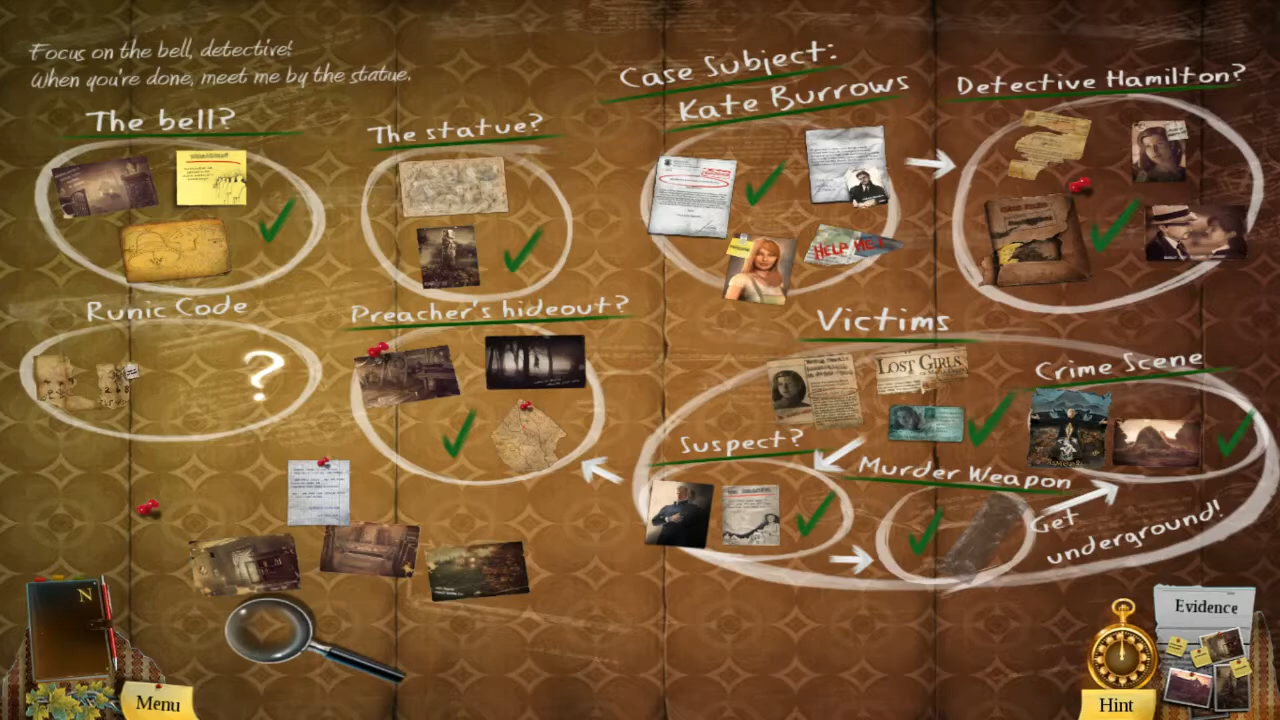 Focus on the bell, detective!
When you're done, meet me by the statue.
Case Subject:
Kate Burrows
Detective Hamilton?
The bell?
The statue?
HELP ME!
Runic Code
Preacher's hideout?
Victims
LOST GIRLS
Crime Scene
?
Suspect?
Murder Weapon
Get
underground!
N
Evidence
Menu
Hint